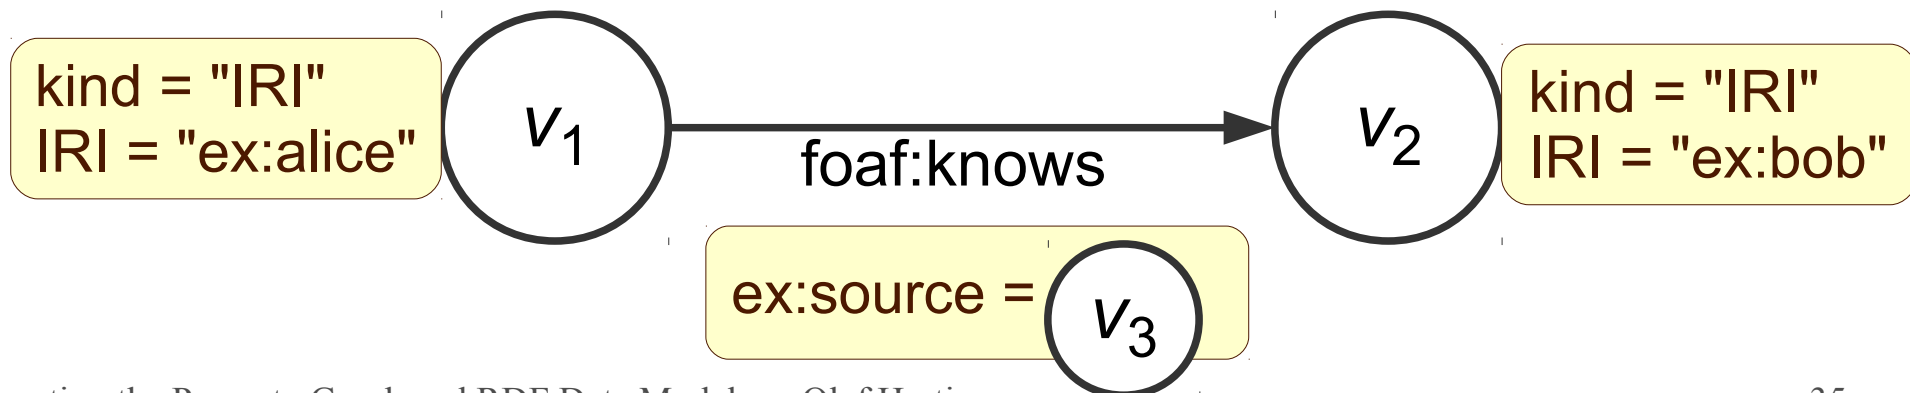 kind = "IRI"
IRI = "ex:alice"
v1
foaf:knows
v2
kind = "IRI"
IRI = "ex:bob"
ex:source =
v3